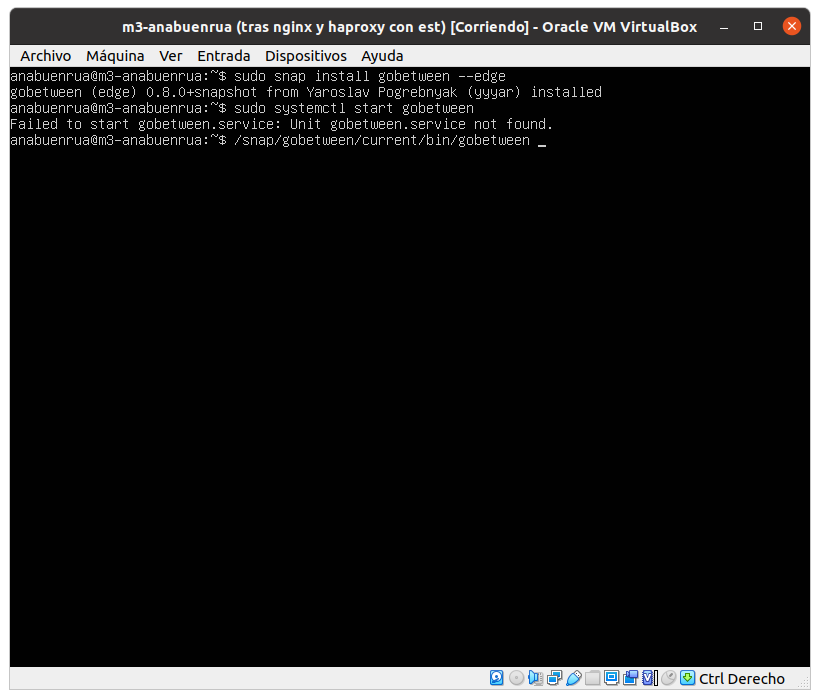 m3-anabuenrua (tras nginx y haproxy con est) [Corriendo] - Oracle VM VirtualBox
Archivo Máquina Ver Entrada Dispositivos Ayuda
anabuenrua@m3-anabuenrua:~$ sudo snap install gobetween --edge
gobetween (edge) 0.8.0+snapshot from Yaroslav Pogrebnyak (yyyar) installed
anabuenrua@m3-anabuenrua:~$ sudo systemctl start gobetween
Failed to start gobetween.service: Unit gobetween.service not found.
anabuenrua@m3-anabuenrua:~$ /snap/gobetween/current/bin/gobetween _
Ctrl Derecho